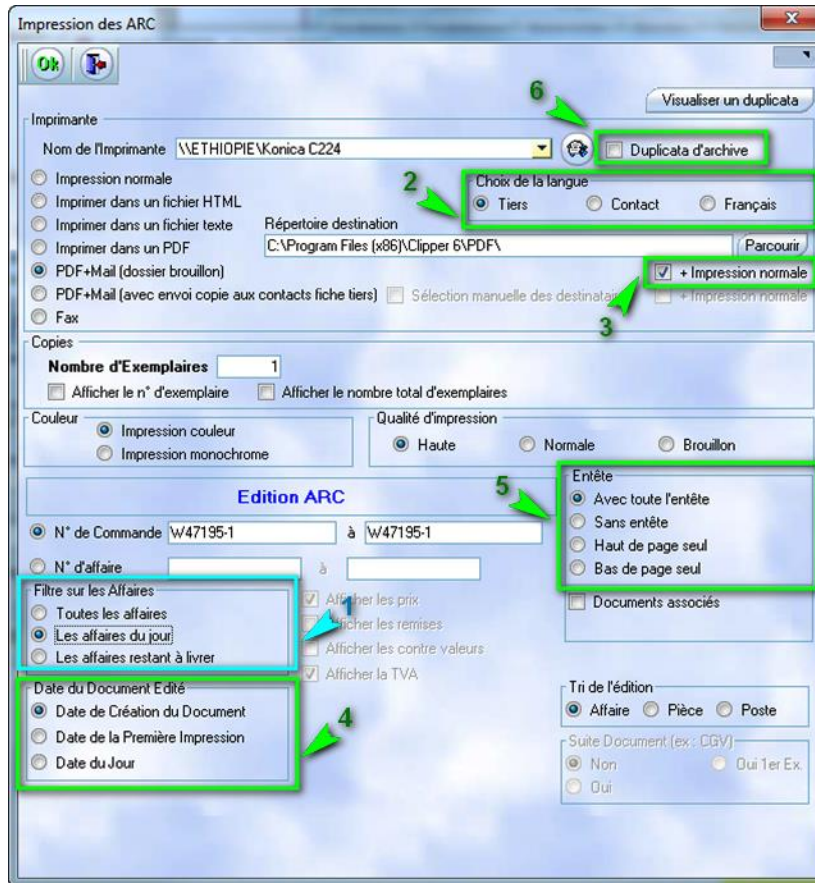 Impression des ARC
Ok
6
Visualiser un duplicata
Imprimante
Nom de l'Imprimante \\ETHIOPIE\Konica C224 Duplicata d'archive
2
Impression normale
Choix de la langue
Imprimer dans un fichier HTML
Tiers Contact Français
Imprimer dans un fichier texte Répertoire destination
Imprimer dans un PDF C:\Program Files (x86)\Clipper 6\PDF\ Parcourir
PDF+Mail (dossier brouillon) + Impression normale
PDF+Mail (avec envoi copie aux contacts fiche tiers) Sélection manuelle des destinatai + Impression normale
3
Fax
Copies
Nombre d'Exemplaires 1
Afficher le n° d'exemplaire Afficher le nombre total d'exemplaires
Couleur Qualité d'impression
Impression couleur
Haute Normale Brouillon
Impression monochrome
5
Entête
Edition ARC
Avec toute l'entête
Sans entête
N° de Commande W47195-1 à W47195-1
Haut de page seul
N° d'affaire à
Bas de page seul
Filtre sur les Affaires
Afficher les prix
Documents associés
1
Toutes les affaires
Afficher les remises
Les affaires du jour
Afficher les contre valeurs
Les affaires restant à livrer
Afficher la TVA
Date du Document Edité
Tri de l'édition
Date de Création du Document
Affaire Pièce Poste
4
Date de la Première Impression
Suite Document (ex : CGV)
Date du Jour
Non Oui 1er Ex.
Oui